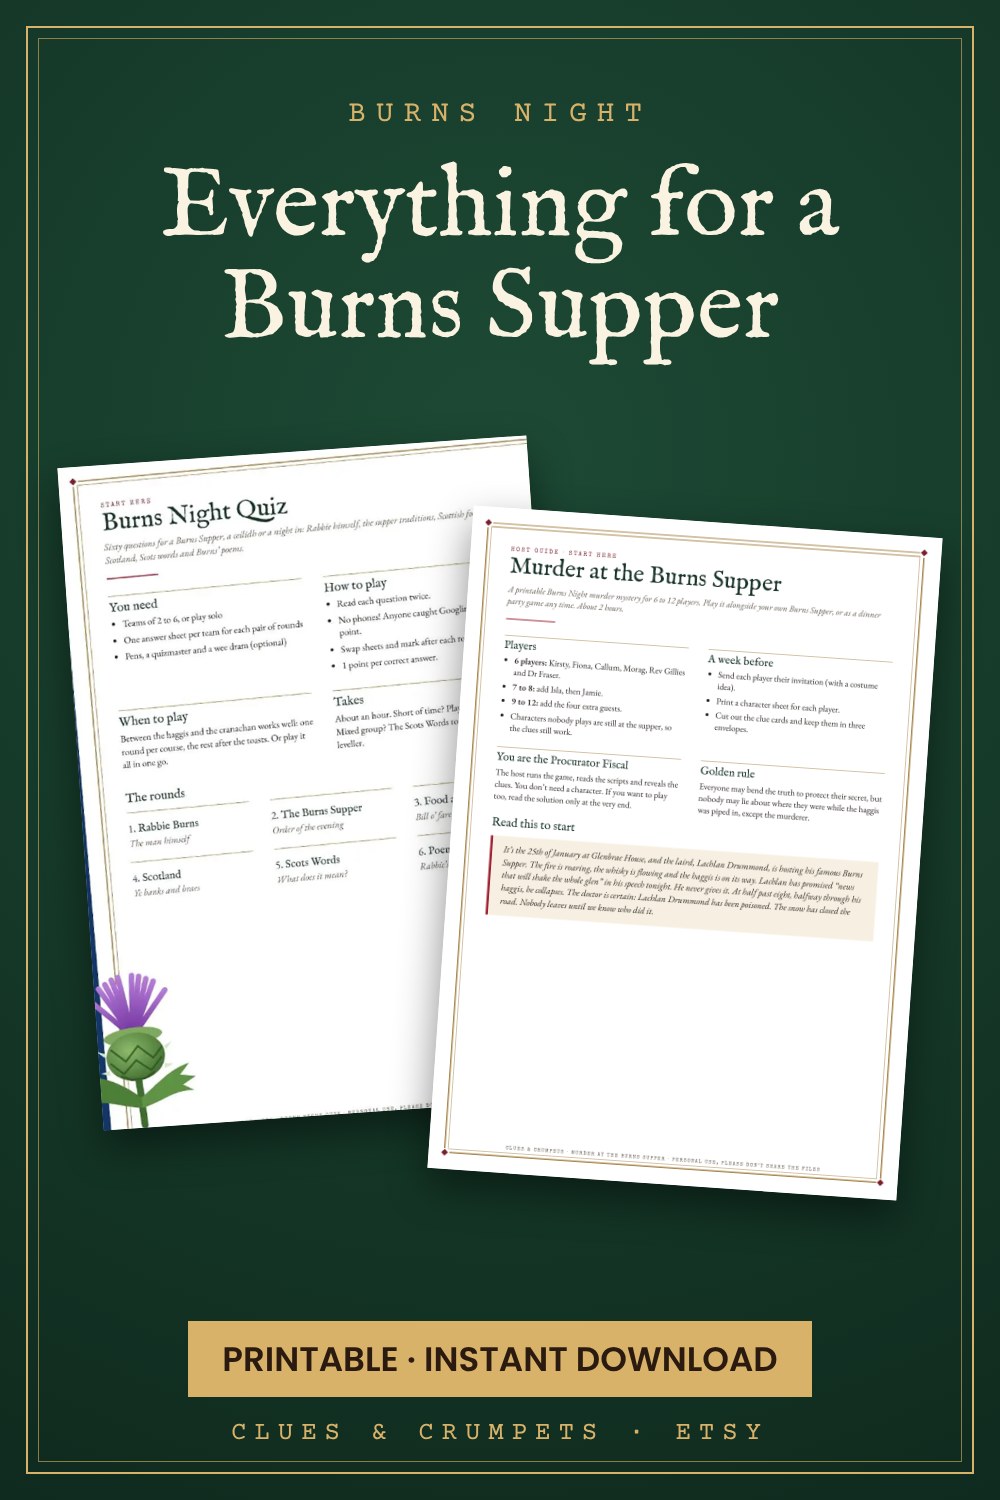 BURNS NIGHT
Everything for a
Burns Supper
START HERE
Burns Night Quiz
Sixty questions for a Burns Supper, a ceilidh or a night in: Rabbie himself, the supper traditions, Scottish
Scotland, Scots words and Burns' poems.
You need
Teams of 2 to 6, or play solo
One answer sheet per team for each pair of rounds
Pens, a quizmaster and a wee dram (optional)
How to play
Read each question twice.
No phones! Anyone caught
point.
Swap sheets and mark after each
1 point per correct answer.
When to play
Between the haggis and the cranachan works well: one
round per course, the rest after the toasts. Or play it
all in one go.
Takes
About an hour. Short of time?
Mixed group? The Scots Words
leveller.
The rounds
1. Rabbie Burns
The man himself
2. The Burns Supper
Order of the evening
3. Food
Bill o' fare
4. Scotland
Ye banks and braes
5. Scots Words
What does it mean?
6.
HOST GUIDE · START HERE
Murder at the Burns Supper
A printable Burns Night murder mystery for 6 to 12 players. Play it alongside your own Burns Supper, or as a dinner
party game any time. About 2 hours.
Players
6 players: Kirsty, Fiona, Callum, Morag, Rev Gillies
and Dr Fraser.
7 to 8: add Isla, then Jamie.
9 to 12: add the four extra guests.
Characters nobody plays are still at the supper, so
the clues still work.
A week before
Send each player their invitation (with a costume
idea).
Print a character sheet for each player.
Cut out the clue cards and keep them in three
envelopes.
You are the Procurator Fiscal
The host runs the game, reads the scripts and reveals the
clues. You don't need a character. If you want to play
too, read the solution only at the very end.
Golden rule
Everyone may bend the truth to protect their secret, but
nobody may lie about where they were while the haggis
was piped in, except the murderer.
Read this to start
It's the 25th of January at Glenbrae House, and the laird, Lachlan Drummond, is hosting his famous Burns
Supper. The fire is roaring, the whisky is flowing and the haggis is on its way. Lachlan has promised "news
that will shake the whole glen" in his speech tonight. He never gives it. At half past eight, halfway through his
haggis, he collapses. The doctor is certain: Lachlan Drummond has been poisoned. The snow has closed the
road. Nobody leaves until we know who did it.
CLUES & CRUMPETS · MURDER AT THE BURNS SUPPER · PERSONAL USE, PLEASE DON'T SHARE THE FILES
PRINTABLE · INSTANT DOWNLOAD
CLUES & CRUMPETS · ETSY